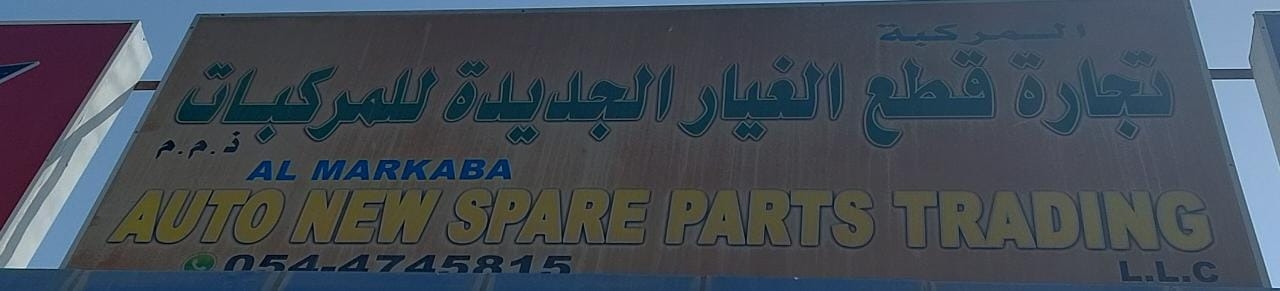 المركبة
تجارة قطع الغيار الجديدة للمركبات
ذ.م.م
AL MARKABA
AUTO NEW SPARE PARTS TRADING
L.L.C
054-4745815